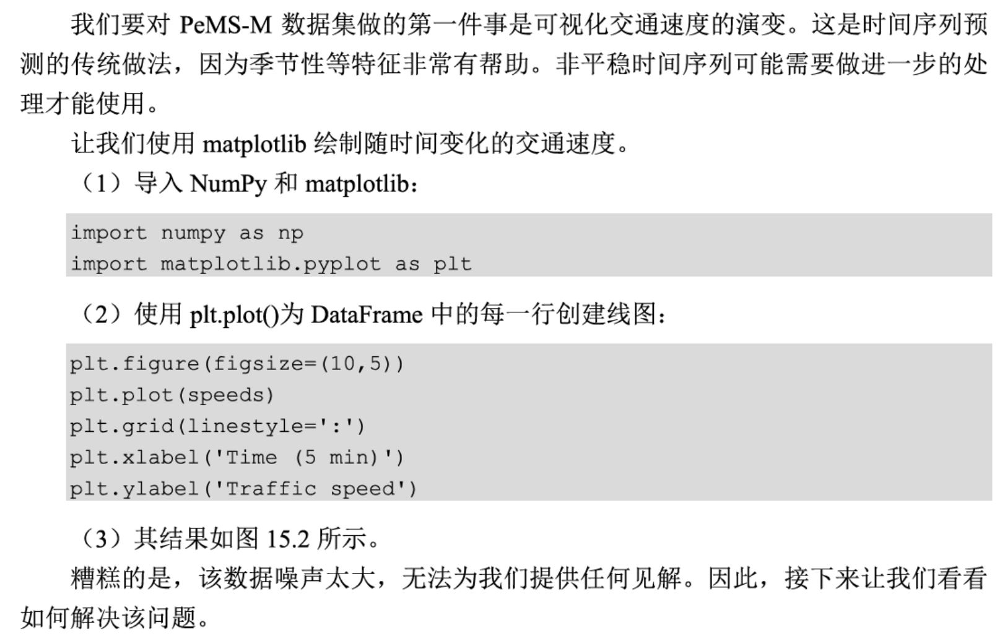 我们要对 PeMS-M 数据集做的第一件事是可视化交通速度的演变。这是时间序列预
测的传统做法，因为季节性等特征非常有帮助。非平稳时间序列可能需要做进一步的处
理才能使用。
让我们使用 matplotlib 绘制随时间变化的交通速度。
（1）导入 NumPy 和 matplotlib：
import numpy as np
import matplotlib.pyplot as plt
（2）使用 plt.plot()为 DataFrame 中的每一行创建线图：
plt.figure(figsize=(10,5))
plt.plot(speeds)
plt.grid(linestyle=':')
plt.xlabel('Time (5 min)')
plt.ylabel('Traffic speed')
（3）其结果如图 15.2 所示。
糟糕的是，该数据噪声太大，无法为我们提供任何见解。因此，接下来让我们看看
如何解决该问题。